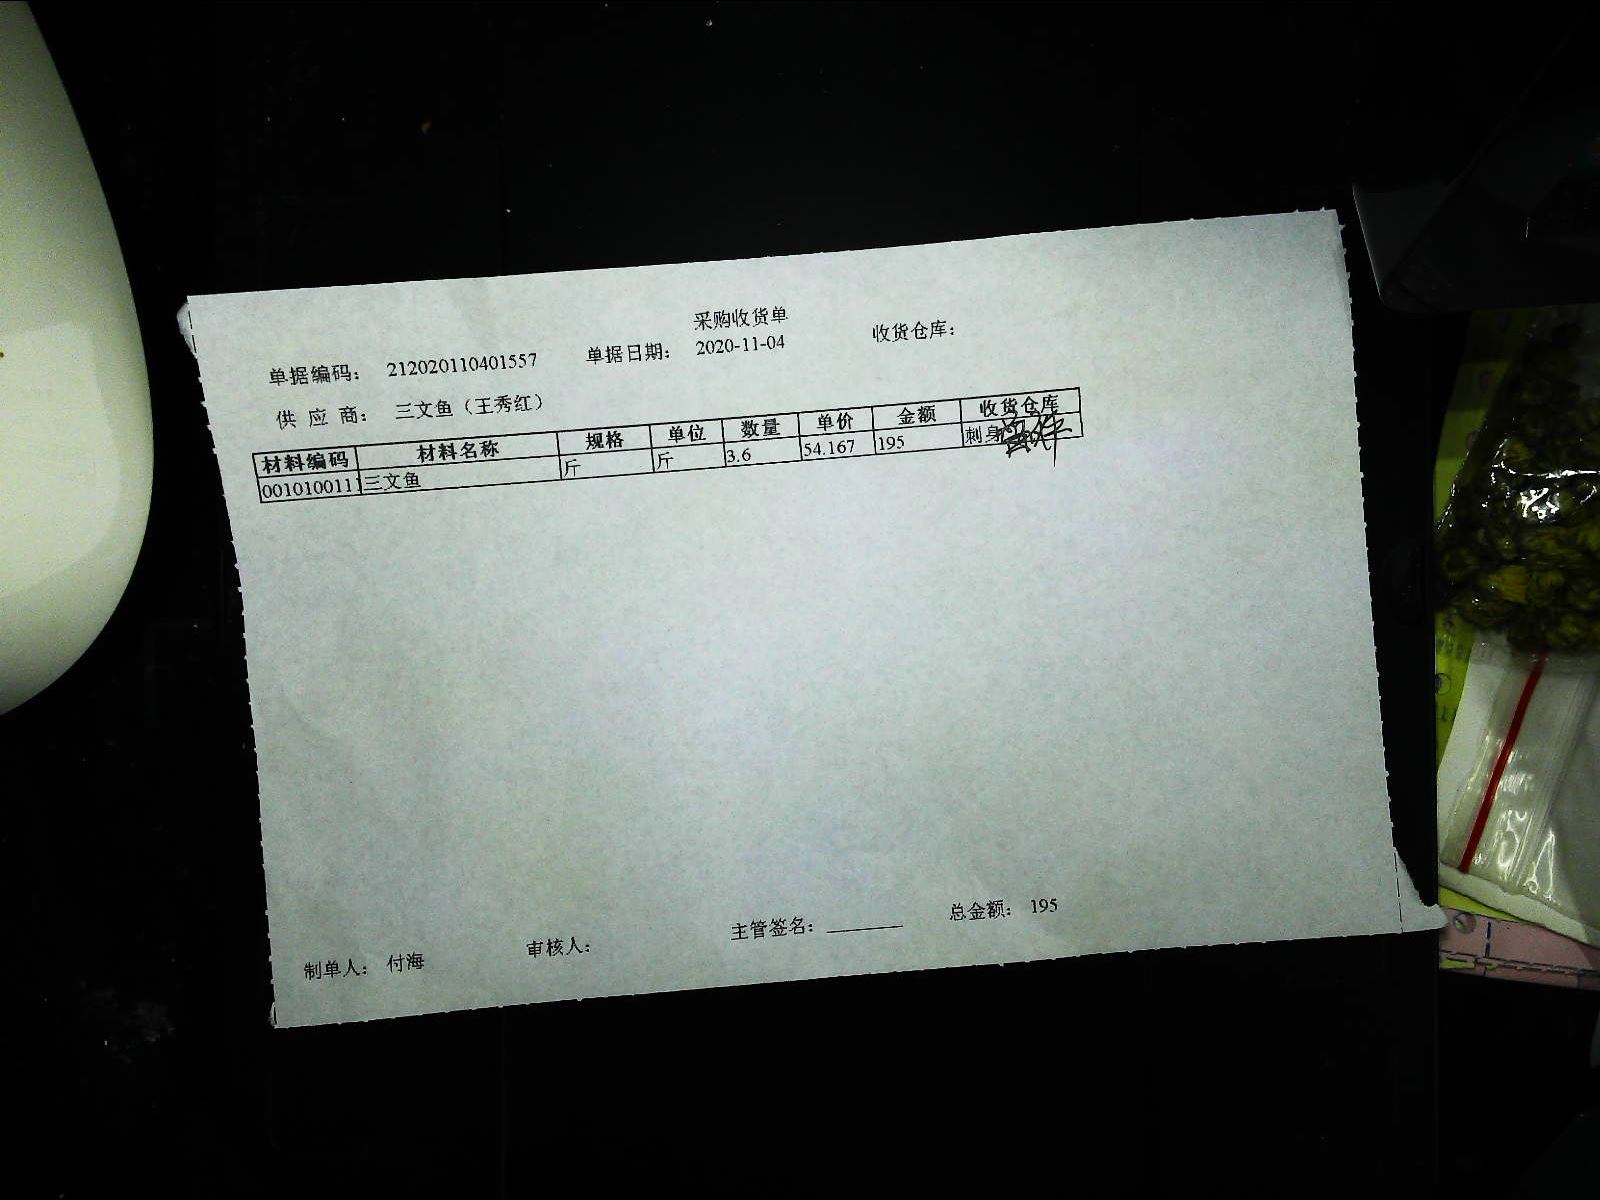 采购收货单
单据编码： 212020110401557 单据日期： 2020-11-04 收货仓库：
供 应 商： 三文鱼（王秀红）
材料编码 材料名称 规格 单位 数量 单价 金额 收货仓库
0010100111 三文鱼 斤 斤 3.6 54.167 195 刺身
制单人： 付海 审核人： 主管签名： ________ 总金额： 195